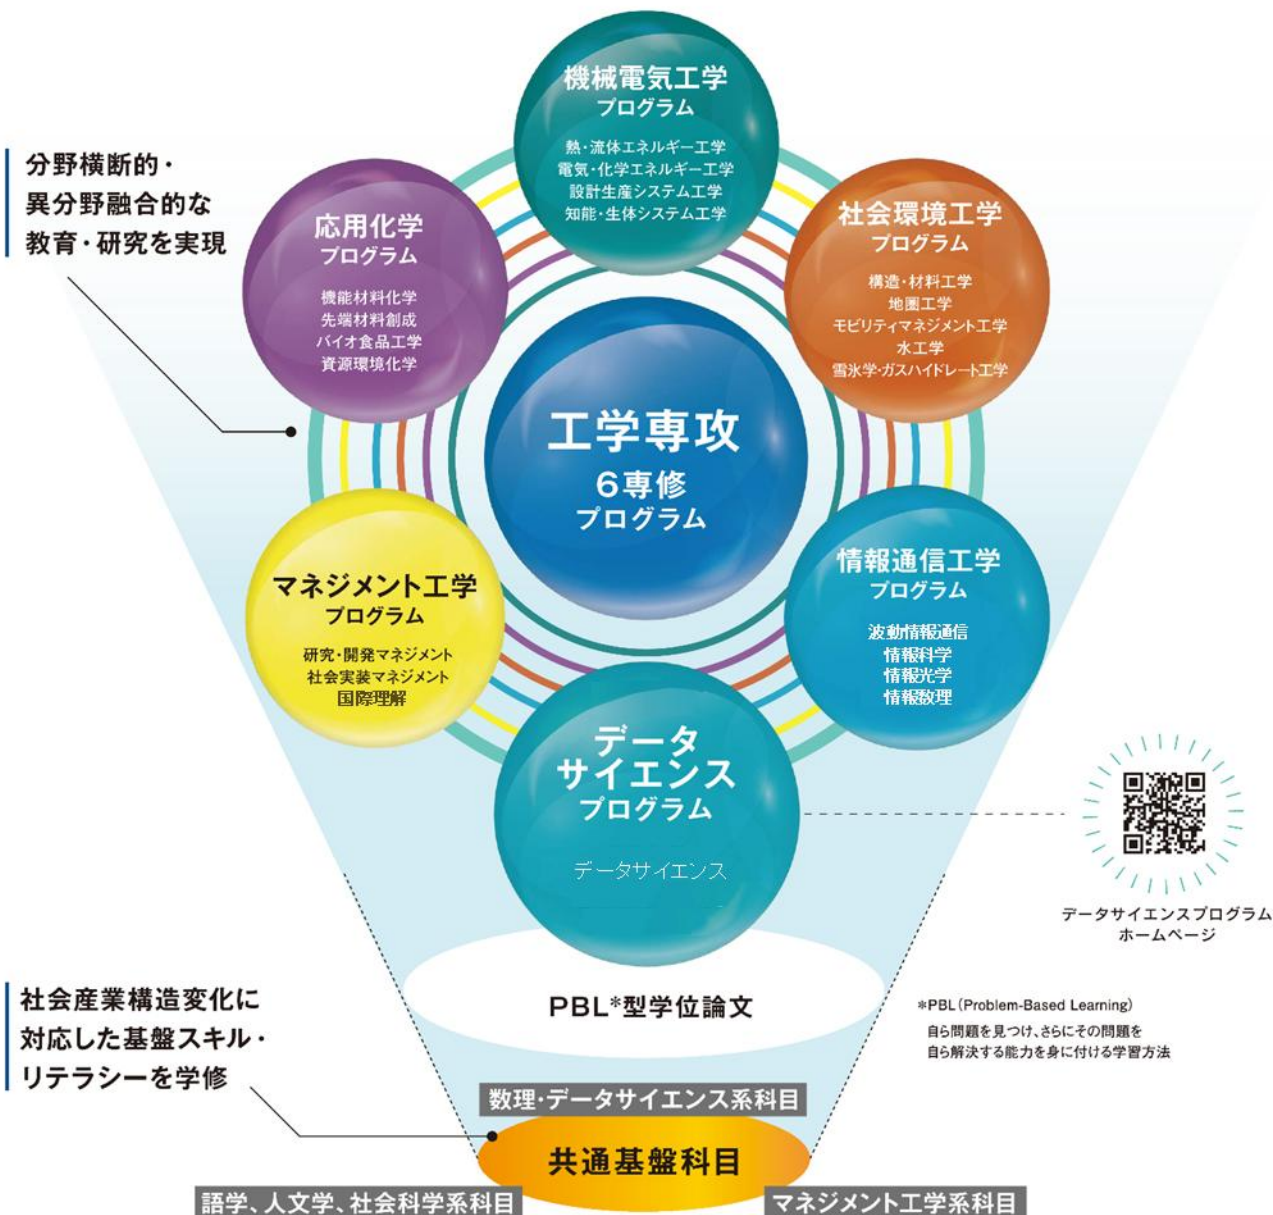 機械電気工学
プログラム
熱・流体エネルギー工学
電気・化学エネルギー工学
設計生産システム工学
知能・生体システム工学
分野横断的・
異分野融合的な
教育・研究を実現
応用化学
プログラム
機能材料化学
先端材料創成
バイオ食品工学
資源環境化学
社会環境工学
プログラム
構造・材料工学
地圏工学
モビリティマネジメント工学
水工学
雪氷学・ガスハイドレート工学
工学専攻
6専修
プログラム
マネジメント工学
プログラム
研究・開発マネジメント
社会実装マネジメント
国際理解
情報通信工学
プログラム
波動情報通信
情報科学
情報光学
情報数理
データ
サイエンス
プログラム
データサイエンス
データサイエンスプログラム
ホームページ
PBL*型学位論文
*PBL(Problem-Based Learning)
自ら問題を見つけ、さらにその問題を
自ら解決する能力を身に付ける学習方法
社会産業構造変化に
対応した基盤スキル・
リテラシーを学修
数理・データサイエンス系科目
共通基盤科目
語学、人文学、社会科学系科目
マネジメント工学系科目